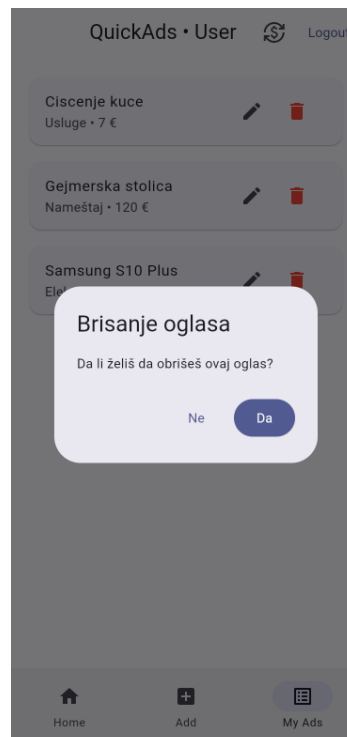 QuickAds • User
Logout
Ciscenje kuce
Usluge • 7 €
Gejmerska stolica
Nameštaj • 120 €
Samsung S10 Plus
Brisanje oglasa
Da li želiš da obrišeš ovaj oglas?
Ne
Da
Home
Add
My Ads